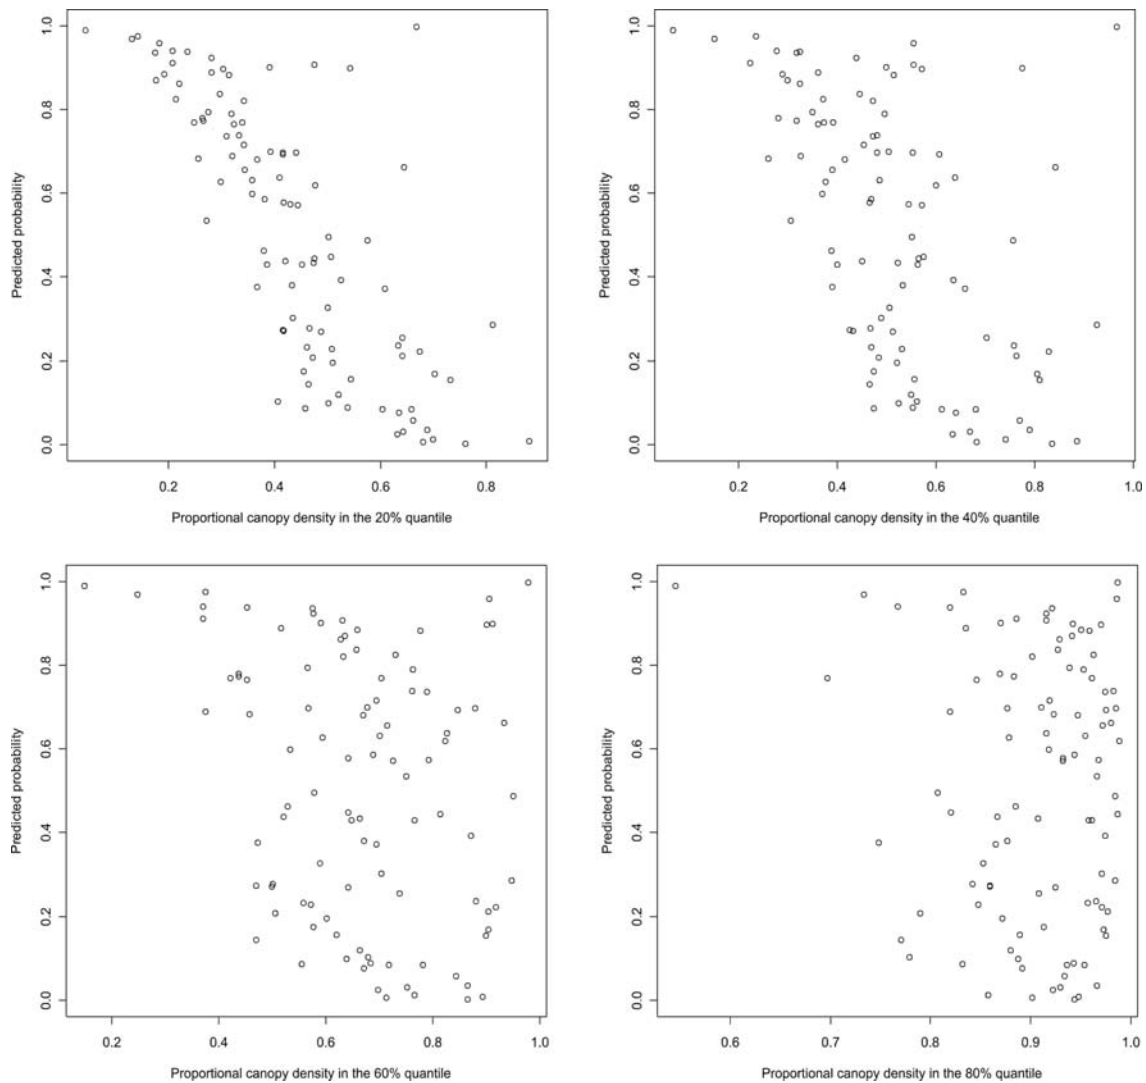 1.0
0.8
0.6
0.4
0.2
0.0
Predicted probability
0.2 0.4 0.6 0.8
Proportional canopy density in the 20% quantile
1.0
0.8
0.6
0.4
0.2
0.0
Predicted probability
0.2 0.4 0.6 0.8 1.0
Proportional canopy density in the 40% quantile
1.0
0.8
0.6
0.4
0.2
0.0
Predicted probability
0.2 0.4 0.6 0.8 1.0
Proportional canopy density in the 60% quantile
1.0
0.8
0.6
0.4
0.2
0.0
Predicted probability
0.6 0.7 0.8 0.9 1.0
Proportional canopy density in the 80% quantile